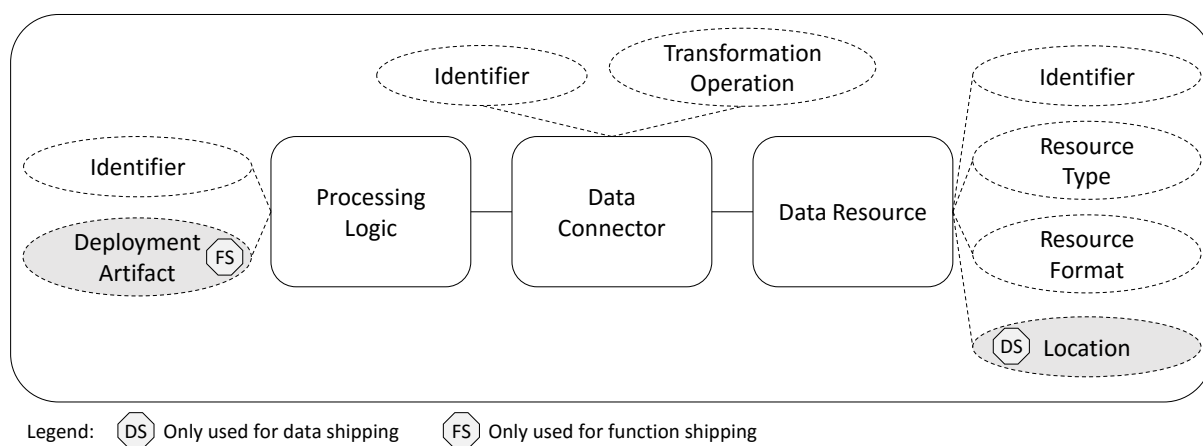 Identifier
Transformation
Operation
Identifier
Identifier
Deployment
Artifact
FS
Processing
Logic
Data
Connector
Data Resource
Resource
Type
Resource
Format
DS
Location
Legend: DS Only used for data shipping FS Only used for function shipping